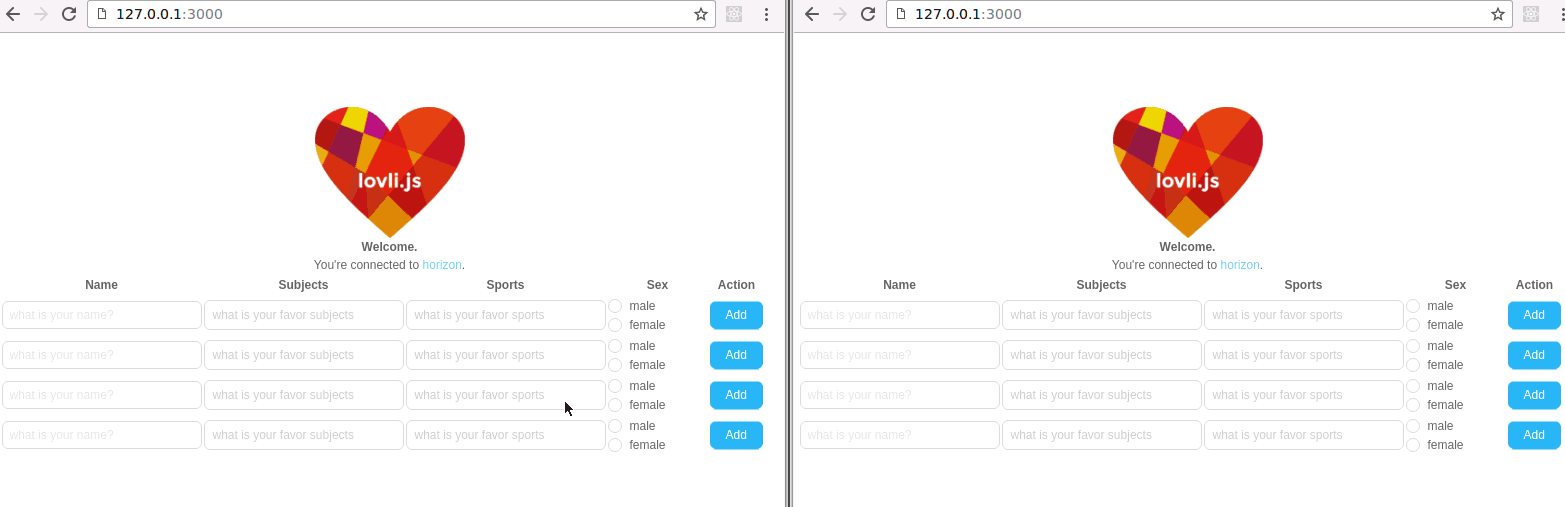 127.0.0.1:3000
lovli.js
Welcome.
You're connected to horizon.
Name Subjects Sports Sex Action
what is your name? what is your favor subjects what is your favor sports male Add
female
what is your name? what is your favor subjects what is your favor sports male Add
female
what is your name? what is your favor subjects what is your favor sports male Add
female
what is your name? what is your favor subjects what is your favor sports male Add
female
127.0.0.1:3000
lovli.js
Welcome.
You're connected to horizon.
Name Subjects Sports Sex Action
what is your name? what is your favor subjects what is your favor sports male Add
female
what is your name? what is your favor subjects what is your favor sports male Add
female
what is your name? what is your favor subjects what is your favor sports male Add
female
what is your name? what is your favor subjects what is your favor sports male Add
female